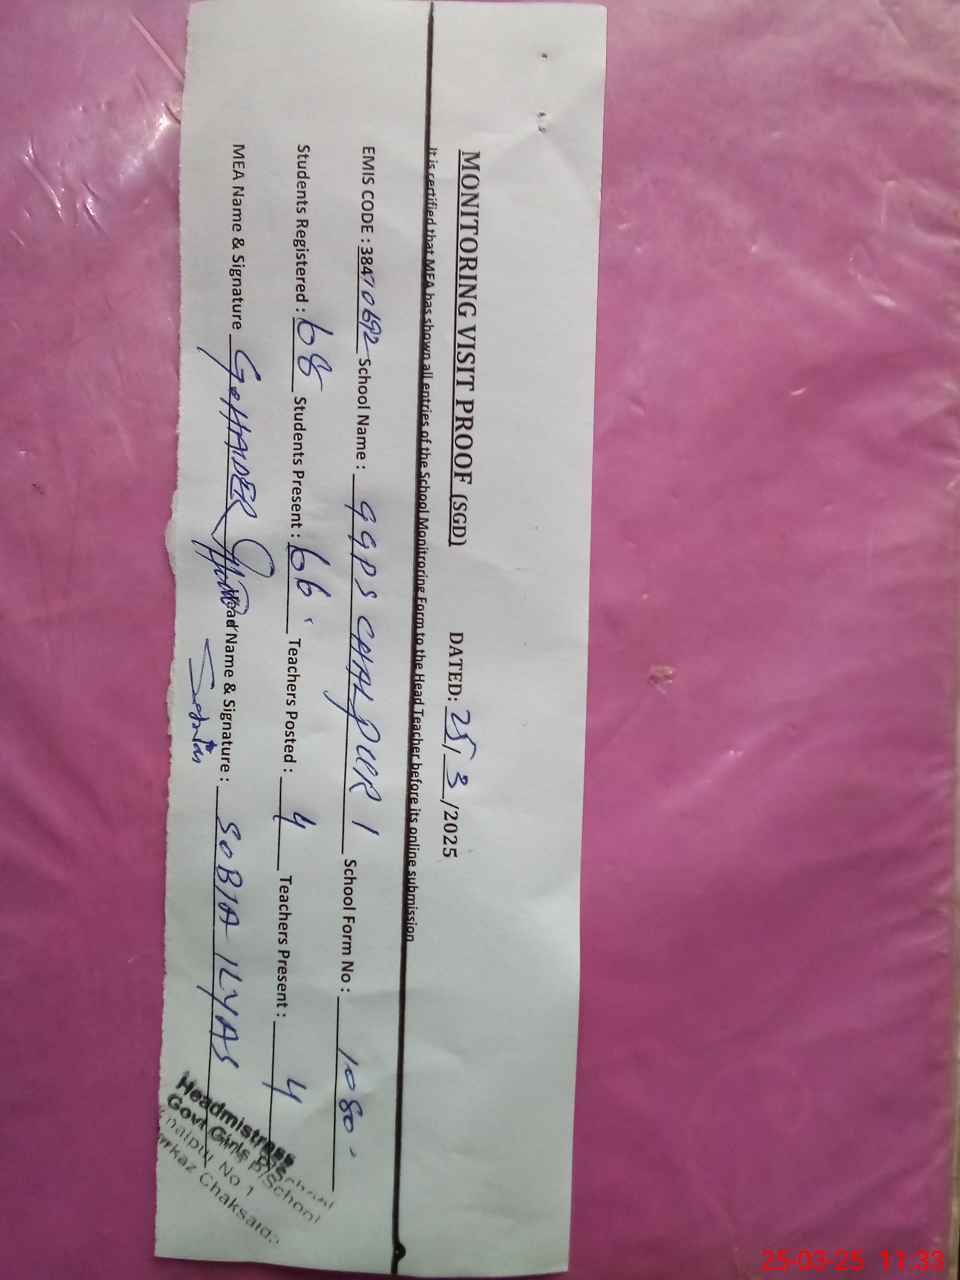 MONITORING VISIT PROOF (SGD) DATED: 25/3/2025
It is certified that MEA has shown all entries of the School Monitroring Form to the Head Teacher before its online submission
EMIS CODE : 38470692 School Name : GGPS CHALPUR 1 School Form No : 1080
Students Registered : 68 Students Present : 66 Teachers Posted : 4 Teachers Present : 4
MEA Name & Signature G. HAIDER Head Name & Signature : SOBIA ILYAS
Headmistress
Govt Girls P/School
No 1
Markaz Chaksaida
25-03-25 11:33